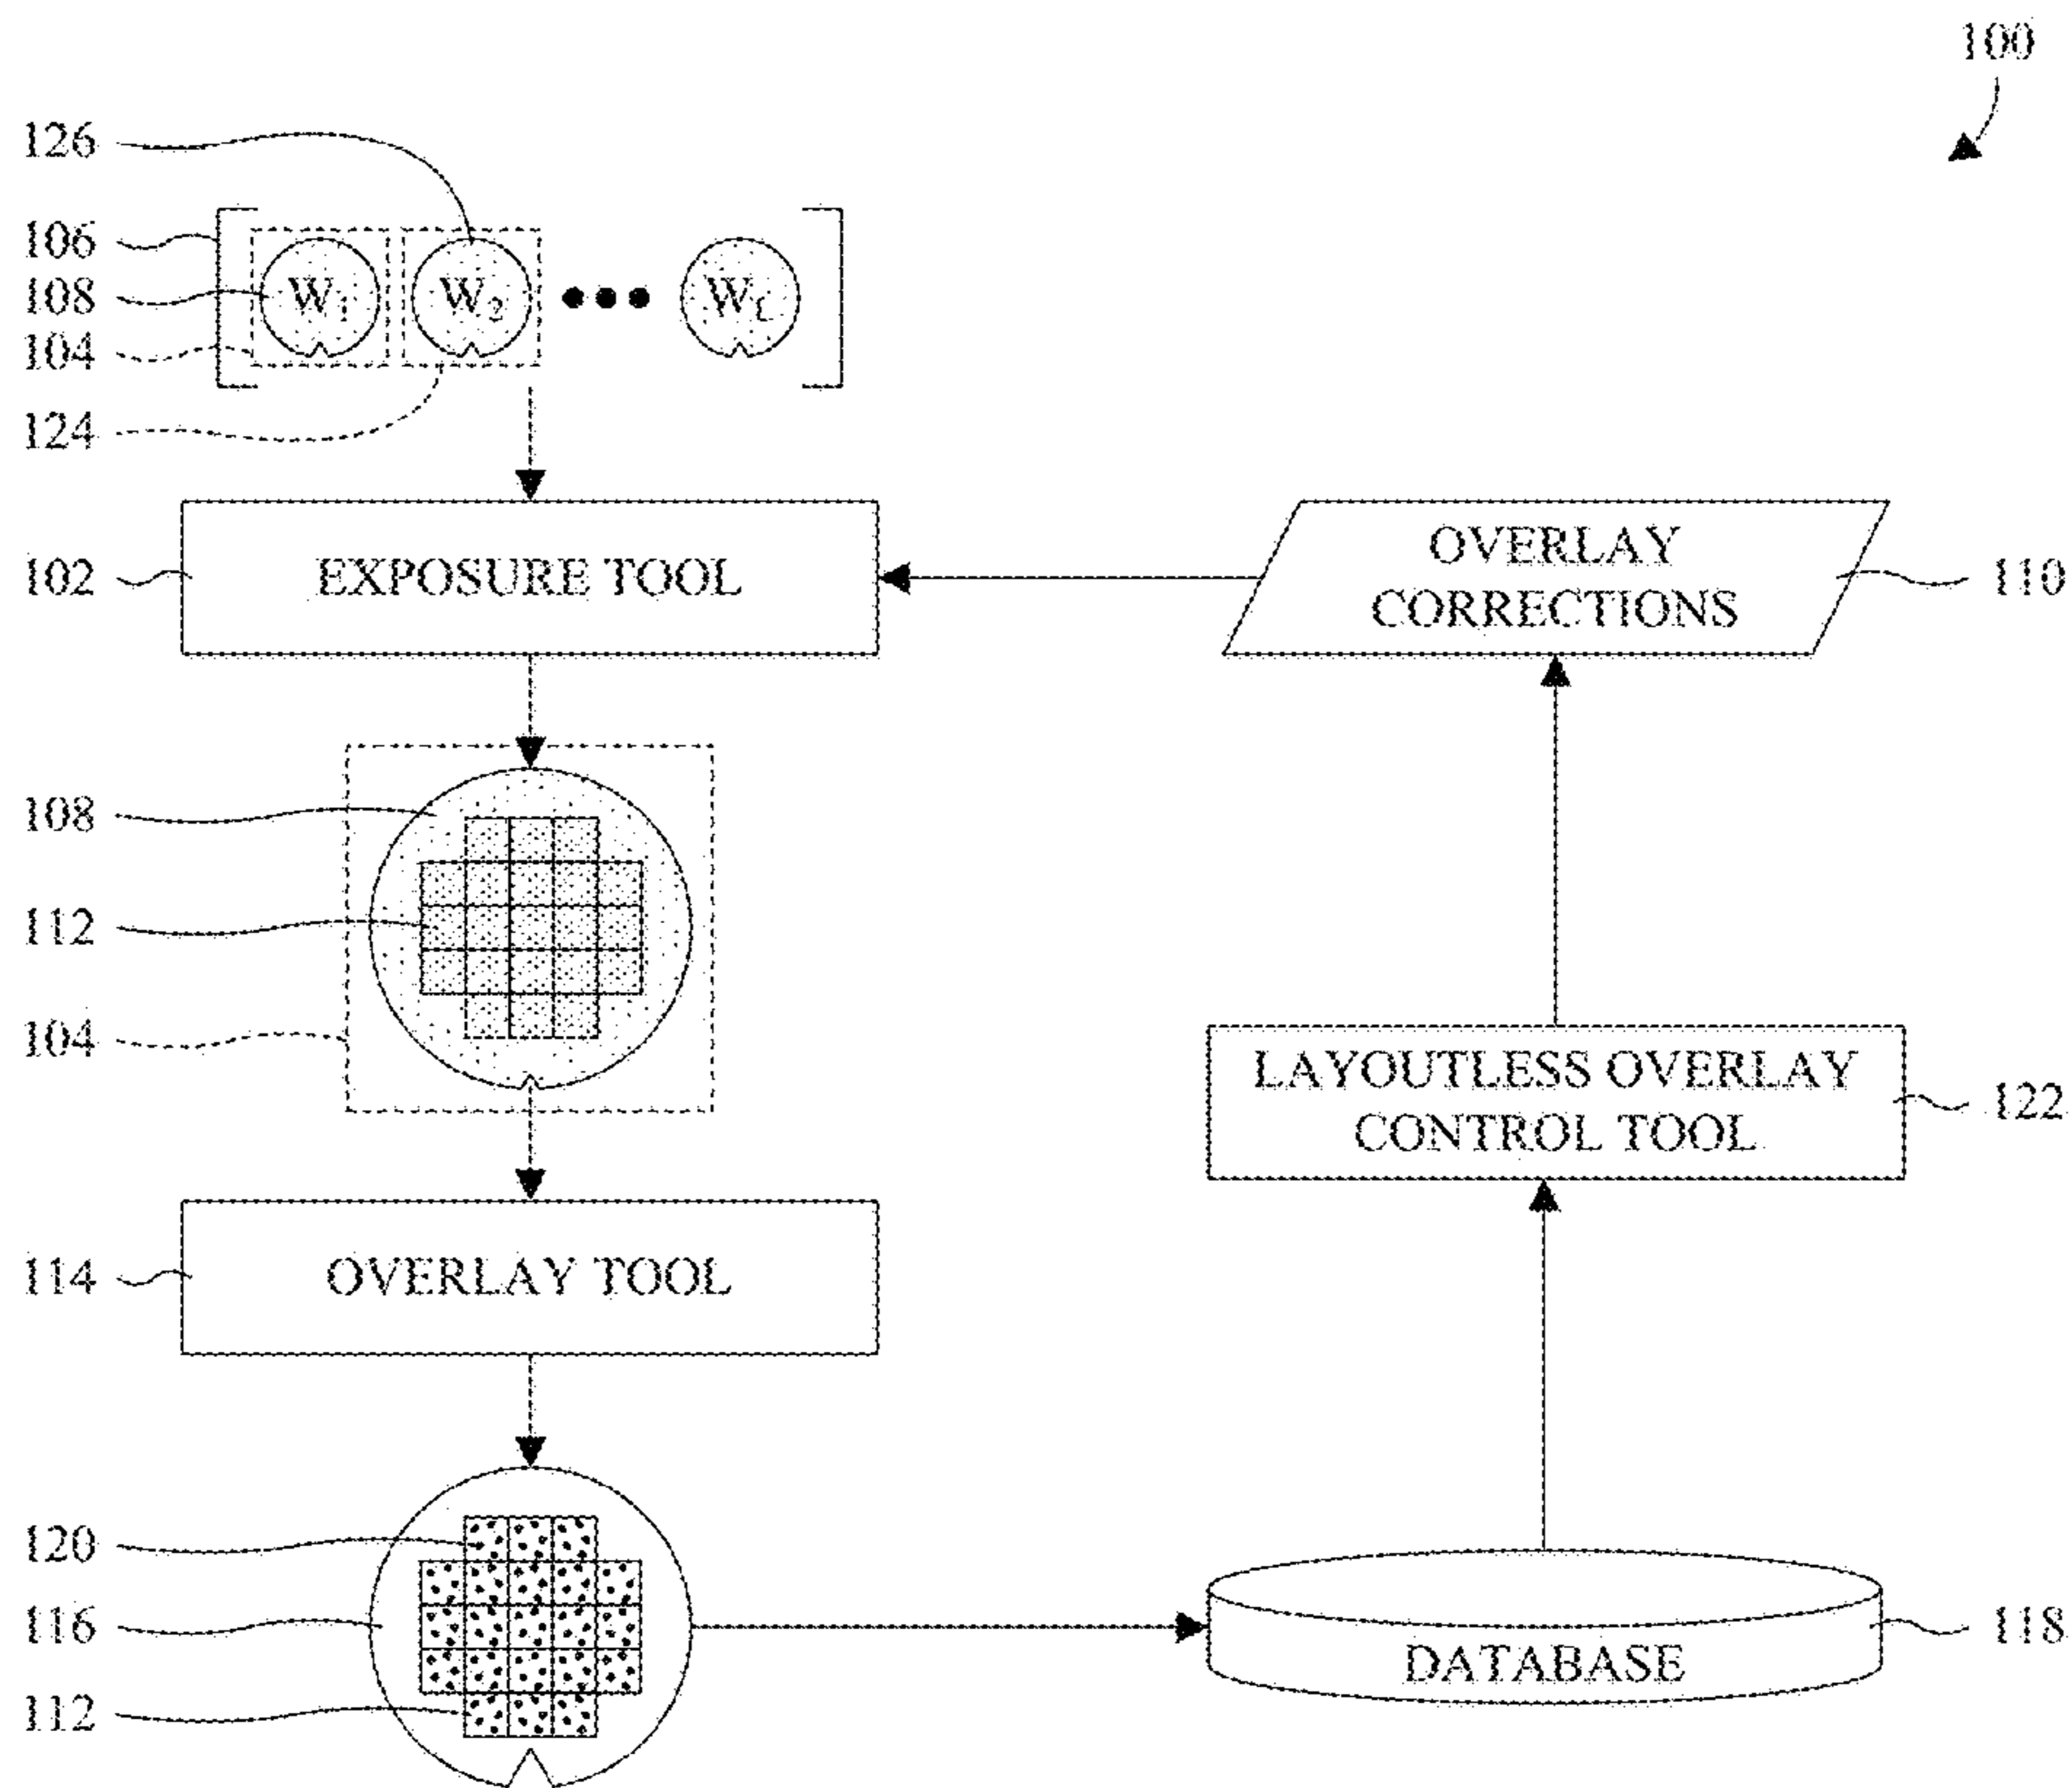 100
126
106
108
104
124
W1 W2 ••• WL
102
EXPOSURE TOOL
OVERLAY
CORRECTIONS
110
108
112
104
LAYOUTLESS OVERLAY
CONTROL TOOL
122
114
OVERLAY TOOL
120
116
112
DATABASE
118